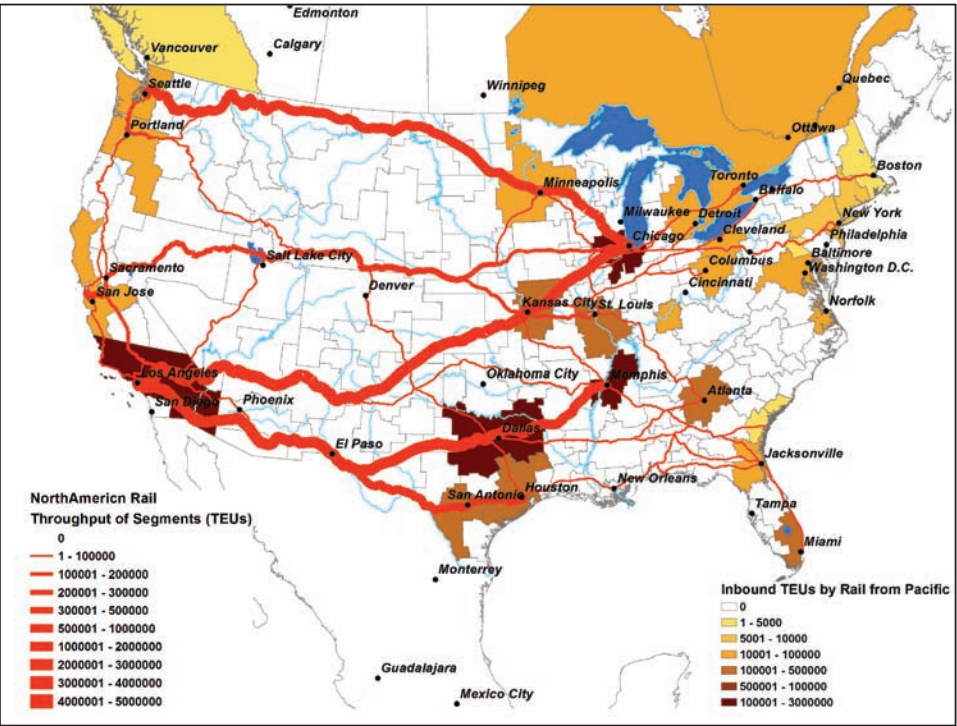 Edmonton
Vancouver
Calgary
Seattle
Winnipeg
Quebec
Portland
Ottawa
Boston
Toronto
Minneapolis
Buffalo
Milwaukee
Detroit
New York
Chicago
Cleveland
Philadelphia
Salt Lake City
Baltimore
Sacramento
Columbus
Washington D.C.
San Jose
Denver
Cincinnati
Kansas City
St. Louis
Norfolk
Los Angeles
Oklahoma City
Memphis
San Diego
Phoenix
Atlanta
Dallas
El Paso
Jacksonville
New Orleans
Houston
San Antonio
Tampa
Miami
Monterrey
Guadalajara
Mexico City
NorthAmericn Rail
Throughput of Segments (TEUs)
0
1 - 100000
100001 - 200000
200001 - 300000
300001 - 500000
500001 - 1000000
1000001 - 2000000
2000001 - 3000000
3000001 - 4000000
4000001 - 5000000
Inbound TEUs by Rail from Pacific
0
1 - 5000
5001 - 10000
10001 - 100000
100001 - 500000
500001 - 100000
100001 - 3000000